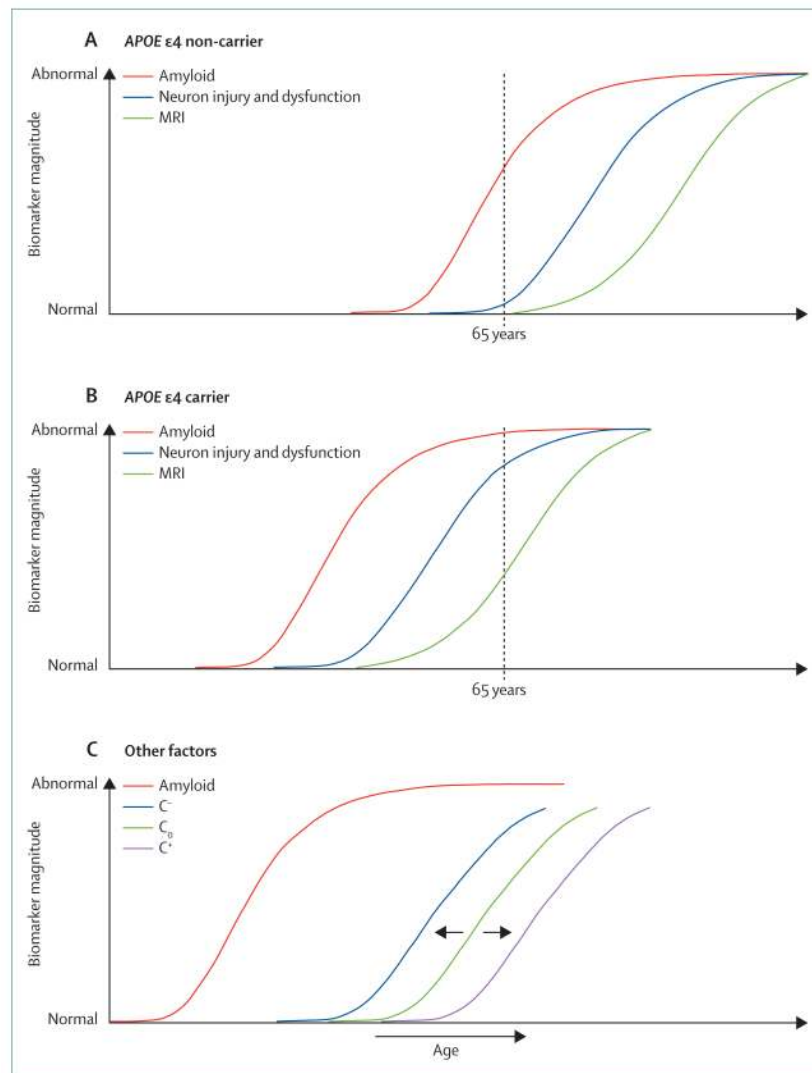 A APOE ε4 non-carrier
Abnormal
Amyloid
Neuron injury and dysfunction
MRI
Biomarker magnitude
Normal
65 years
B APOE ε4 carrier
Abnormal
Amyloid
Neuron injury and dysfunction
MRI
Biomarker magnitude
Normal
65 years
C Other factors
Abnormal
Amyloid
C⁻
C₀
C⁺
Biomarker magnitude
Normal
Age